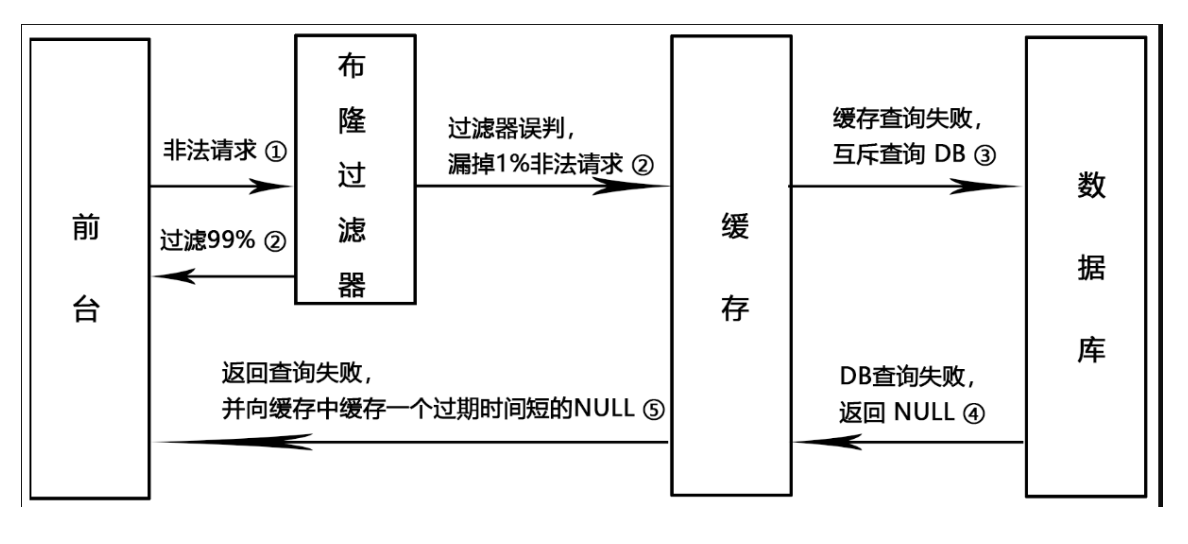 前台
非法请求 ①
过滤99% ②
布隆过滤器
过滤器误判，
漏掉1%非法请求 ②
缓存
缓存查询失败，
互斥查询 DB ③
数据库
DB查询失败，
返回 NULL ④
返回查询失败，
并向缓存中缓存一个过期时间短的NULL ⑤